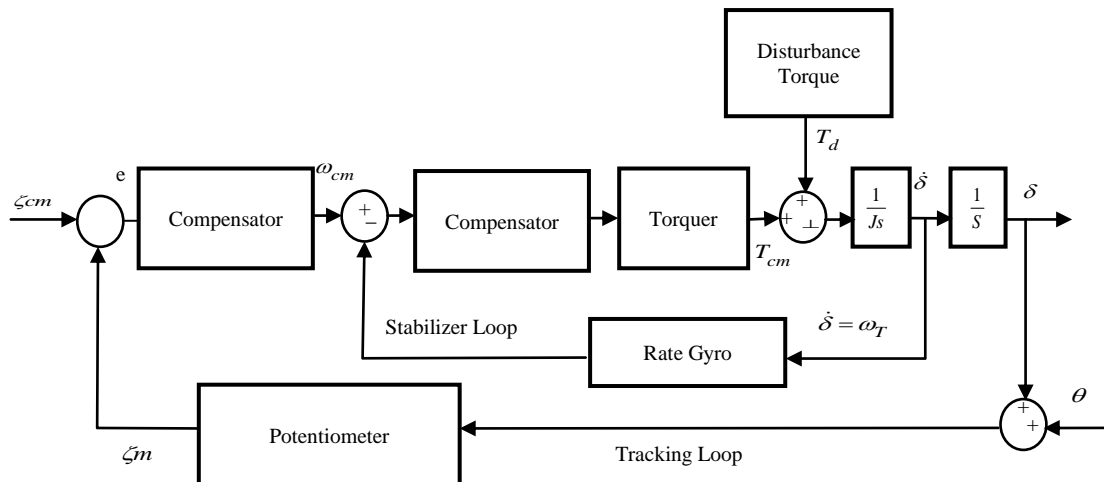 Disturbance
Torque
T_d
e
ω_cm
ζcm
Compensator
+
−
Compensator
Torquer
T_cm
+
+
1
Js
δ̇
1
S
δ
Stabilizer Loop
δ̇ = ω_T
Rate Gyro
Potentiometer
ζm
Tracking Loop
+
+
θ